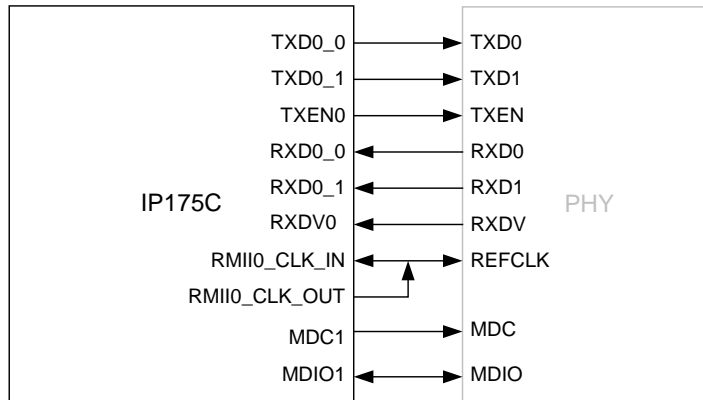 TXD0_0 TXD0
TXD0_1 TXD1
TXEN0 TXEN
RXD0_0 RXD0
RXD0_1 RXD1
IP175C PHY
RXDV0 RXDV
RMII0_CLK_IN REFCLK
RMII0_CLK_OUT
MDC1 MDC
MDIO1 MDIO